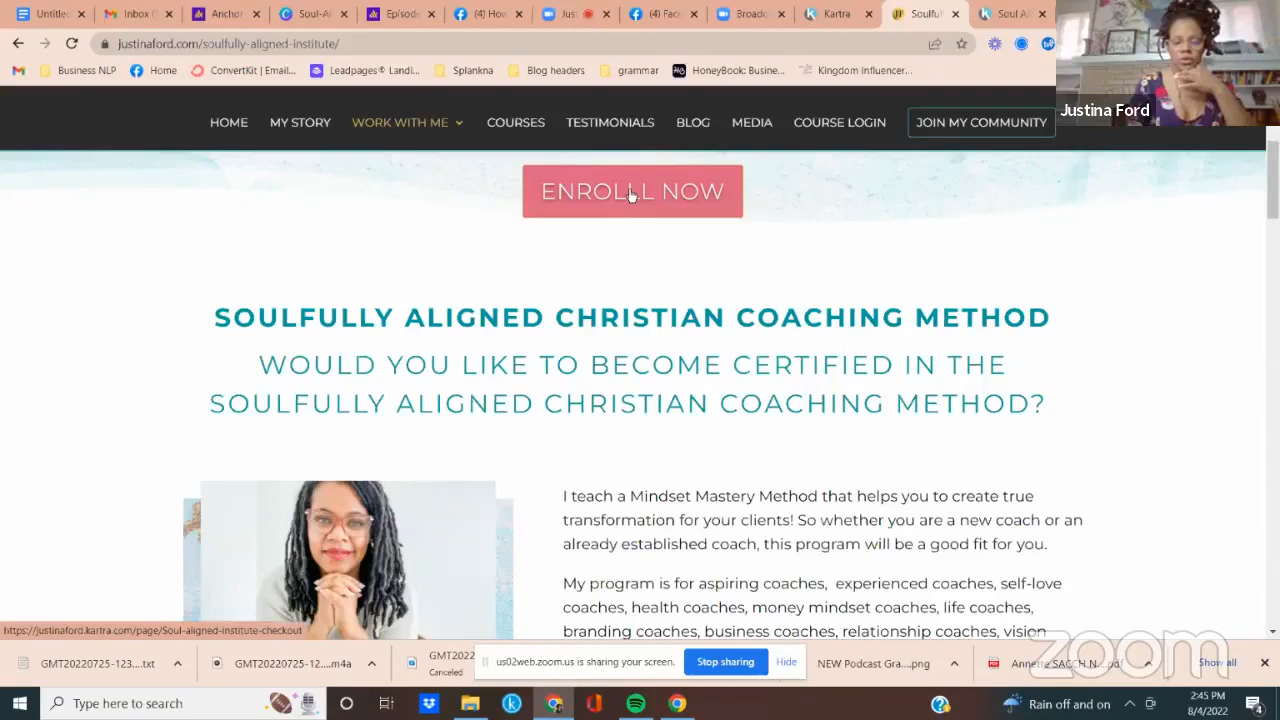 Untitled
Inbox (
Anchor
Soul-Al
Episode
(4) How
Jus
(4) Fac
Broadc
Kartra
Soulful
Soul Al
justinaford.com/soulfully-aligned-institute/
Business NLP
Home
ConvertKit | Email...
Leadpages® Landl...
Splankna
Blog headers
grammar
HoneyBook: Busine...
Kingdom Influencer...
Justina Ford
HOME
MY STORY
WORK WITH ME
COURSES
TESTIMONIALS
BLOG
MEDIA
COURSE LOGIN
JOIN MY COMMUNITY
ENROLL NOW
SOULFULLY ALIGNED CHRISTIAN COACHING METHOD
WOULD YOU LIKE TO BECOME CERTIFIED IN THE
SOULFULLY ALIGNED CHRISTIAN COACHING METHOD?
I teach a Mindset Mastery Method that helps you to create true
transformation for your clients! So whether you are a new coach or an
already established coach, this program will be a good fit for you.
My program is for aspiring coaches, experienced coaches, self-love
coaches, health coaches, money mindset coaches, life coaches,
branding coaches, business coaches, relationship coaches, vision
https://justinaford.kartra.com/page/Soul-aligned-institute-checkout
zoom
GMT20220725-123....txt
GMT20220725-12....m4a
GMT202207
Canceled
us02web.zoom.us is sharing your screen.
Stop sharing
Hide
NEW Podcast Gra....png
Annette SACCH N....pdf
Show all
Type here to search
Rain off and on
2:45 PM
8/4/2022
4